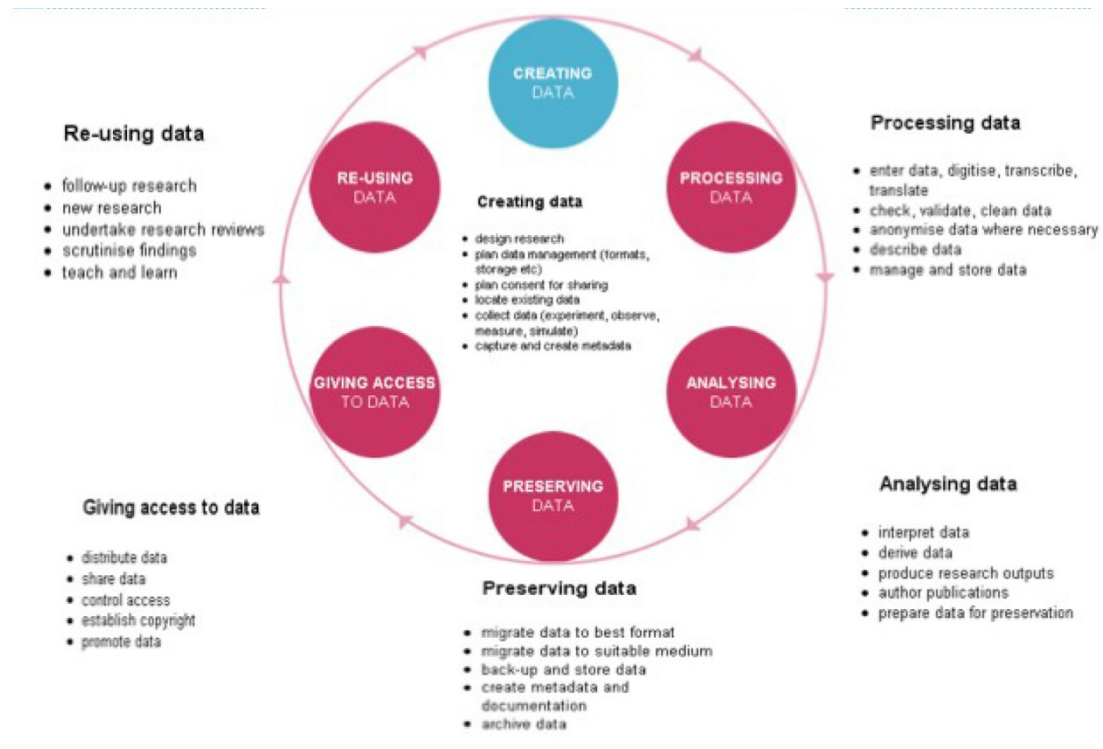 CREATING
DATA
PROCESSING
DATA
ANALYSING
DATA
PRESERVING
DATA
GIVING ACCESS
TO DATA
RE-USING
DATA
Creating data
• design research
• plan data management (formats,
storage etc)
• plan consent for sharing
• locate existing data
• collect data (experiment, observe,
measure, simulate)
• capture and create metadata
Processing data
• enter data, digitise, transcribe,
translate
• check, validate, clean data
• anonymise data where necessary
• describe data
• manage and store data
Analysing data
• interpret data
• derive data
• produce research outputs
• author publications
• prepare data for preservation
Preserving data
• migrate data to best format
• migrate data to suitable medium
• back-up and store data
• create metadata and
documentation
• archive data
Giving access to data
• distribute data
• share data
• control access
• establish copyright
• promote data
Re-using data
• follow-up research
• new research
• undertake research reviews
• scrutinise findings
• teach and learn